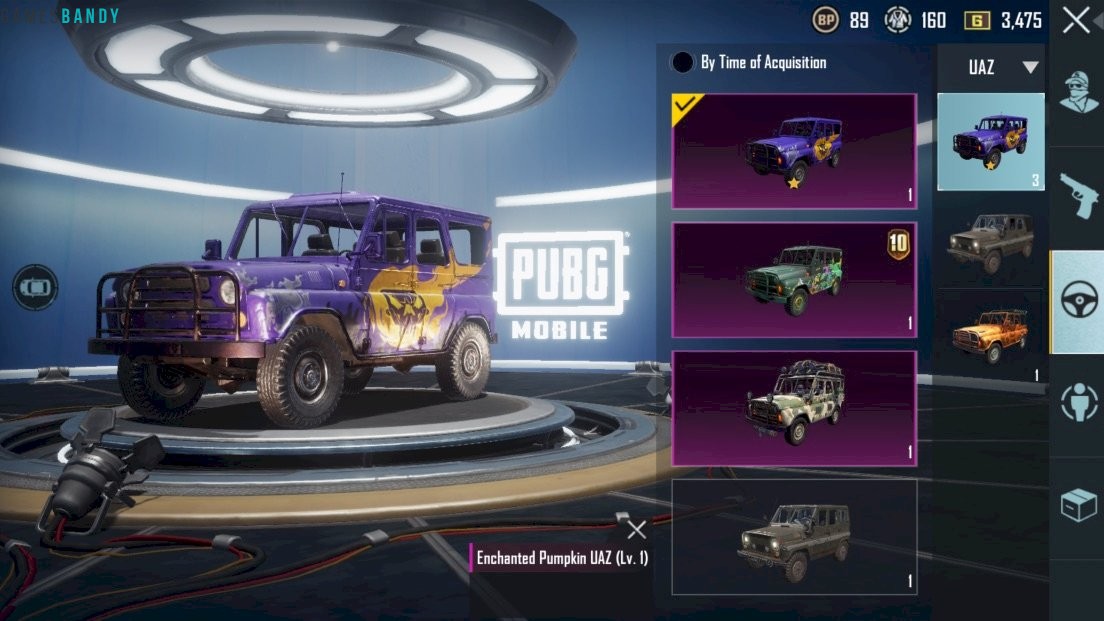 BANDY
89
160
G
3,475
By Time of Acquisition
UAZ
1
3
10
1
1
1
1
PUBG
MOBILE
Enchanted Pumpkin UAZ (Lv. 1)
BP